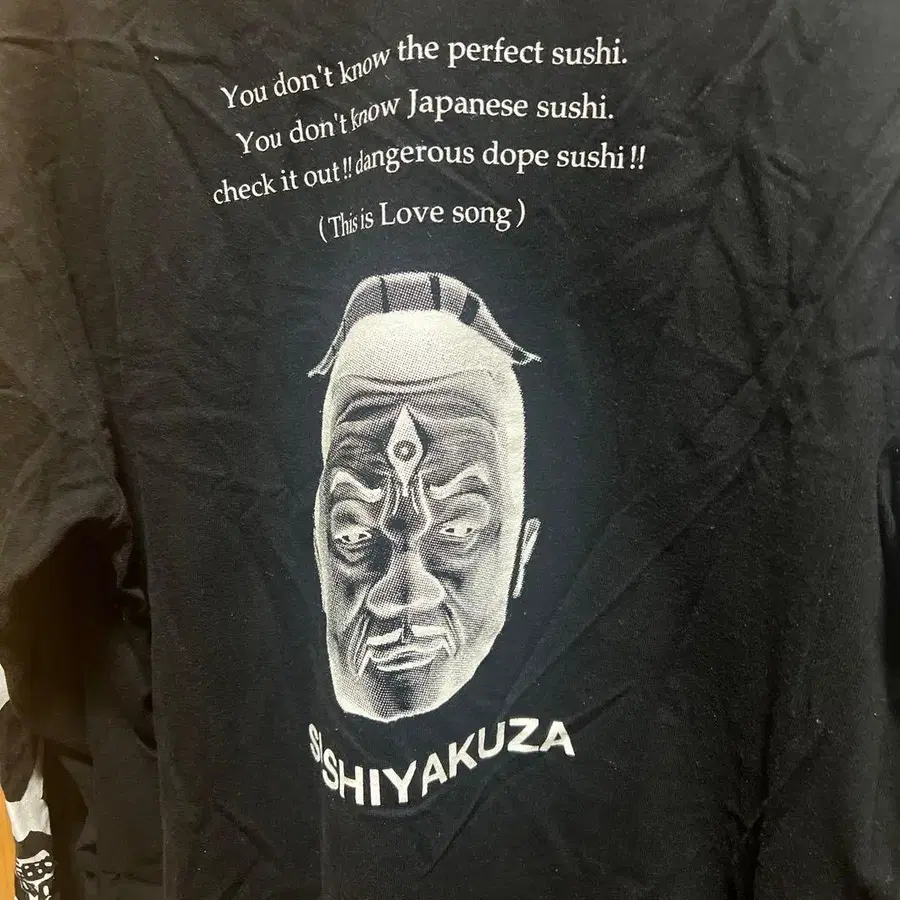 You don't know the perfect sushi.
You don't know Japanese sushi.
check it out!! dangerous dope sushi!!
(This is Love song)
SUSHIYAKUZA